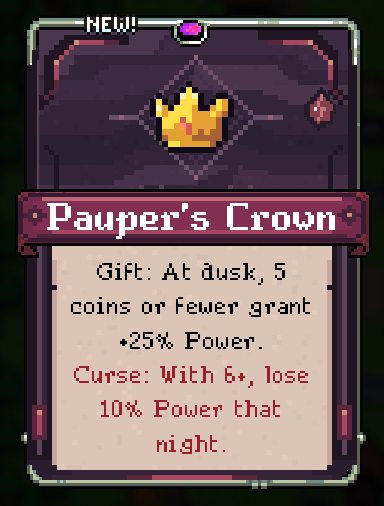 NEW!
Pauper's Crown
Gift: At dusk, 5
coins or fewer grant
+25% Power.
Curse: With 6+, lose
10% Power that
night.